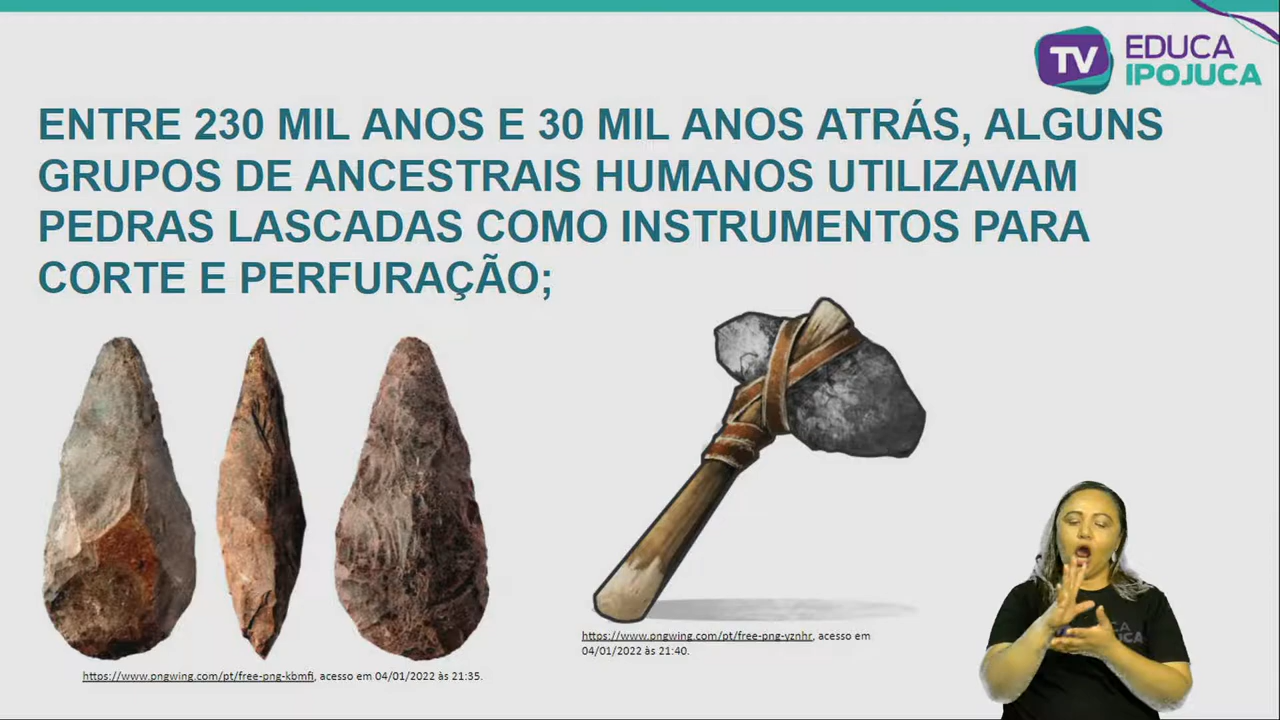 TV EDUCA
IPOJUCA
ENTRE 230 MIL ANOS E 30 MIL ANOS ATRÁS, ALGUNS
GRUPOS DE ANCESTRAIS HUMANOS UTILIZAVAM
PEDRAS LASCADAS COMO INSTRUMENTOS PARA
CORTE E PERFURAÇÃO;
https://www.pngwing.com/pt/free-png-yznhr, acesso em
04/01/2022 às 21:40.
https://www.pngwing.com/pt/free-png-kbmfi, acesso em 04/01/2022 às 21:35.